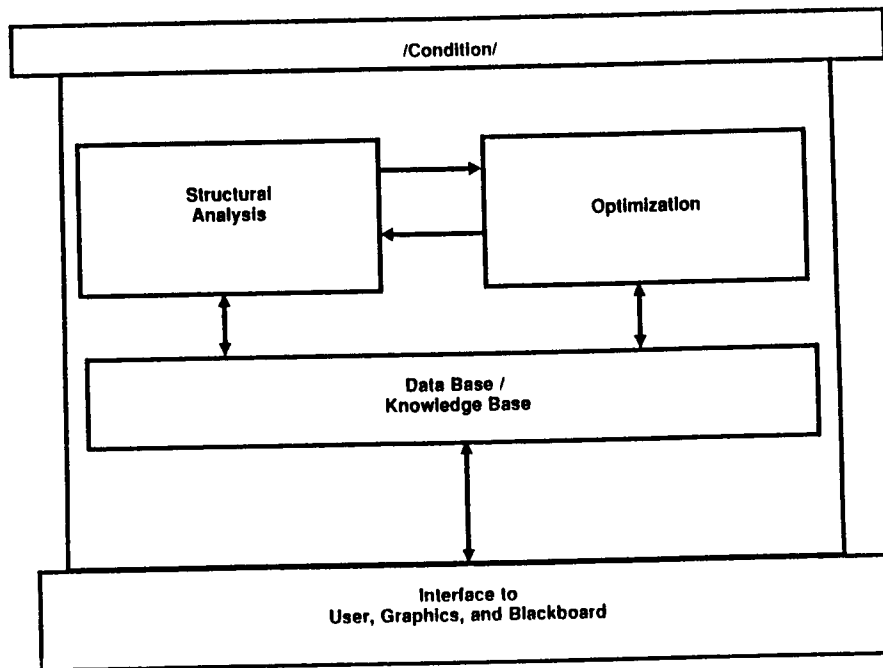 /Condition/
Structural
Analysis
Optimization
Data Base /
Knowledge Base
Interface to
User, Graphics, and Blackboard